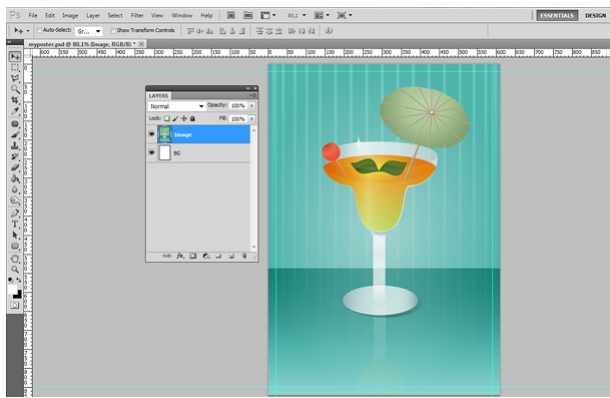 PS File Edit Image Layer Select Filter View Window Help 80,1 ESSENTIALS DESIGN
Auto-Select: Gr... Show Transform Controls
myposter.psd @ 80,1% (Image, RGB/8) *
600 550 500 450 400 350 300 250 200 150 100 50 0 50 100 150 200 250 300 350 400 450 500 550 600 650 700 750 800 850
LAYERS
Normal Opacity: 100%
Lock: Fill: 100%
Image
BG